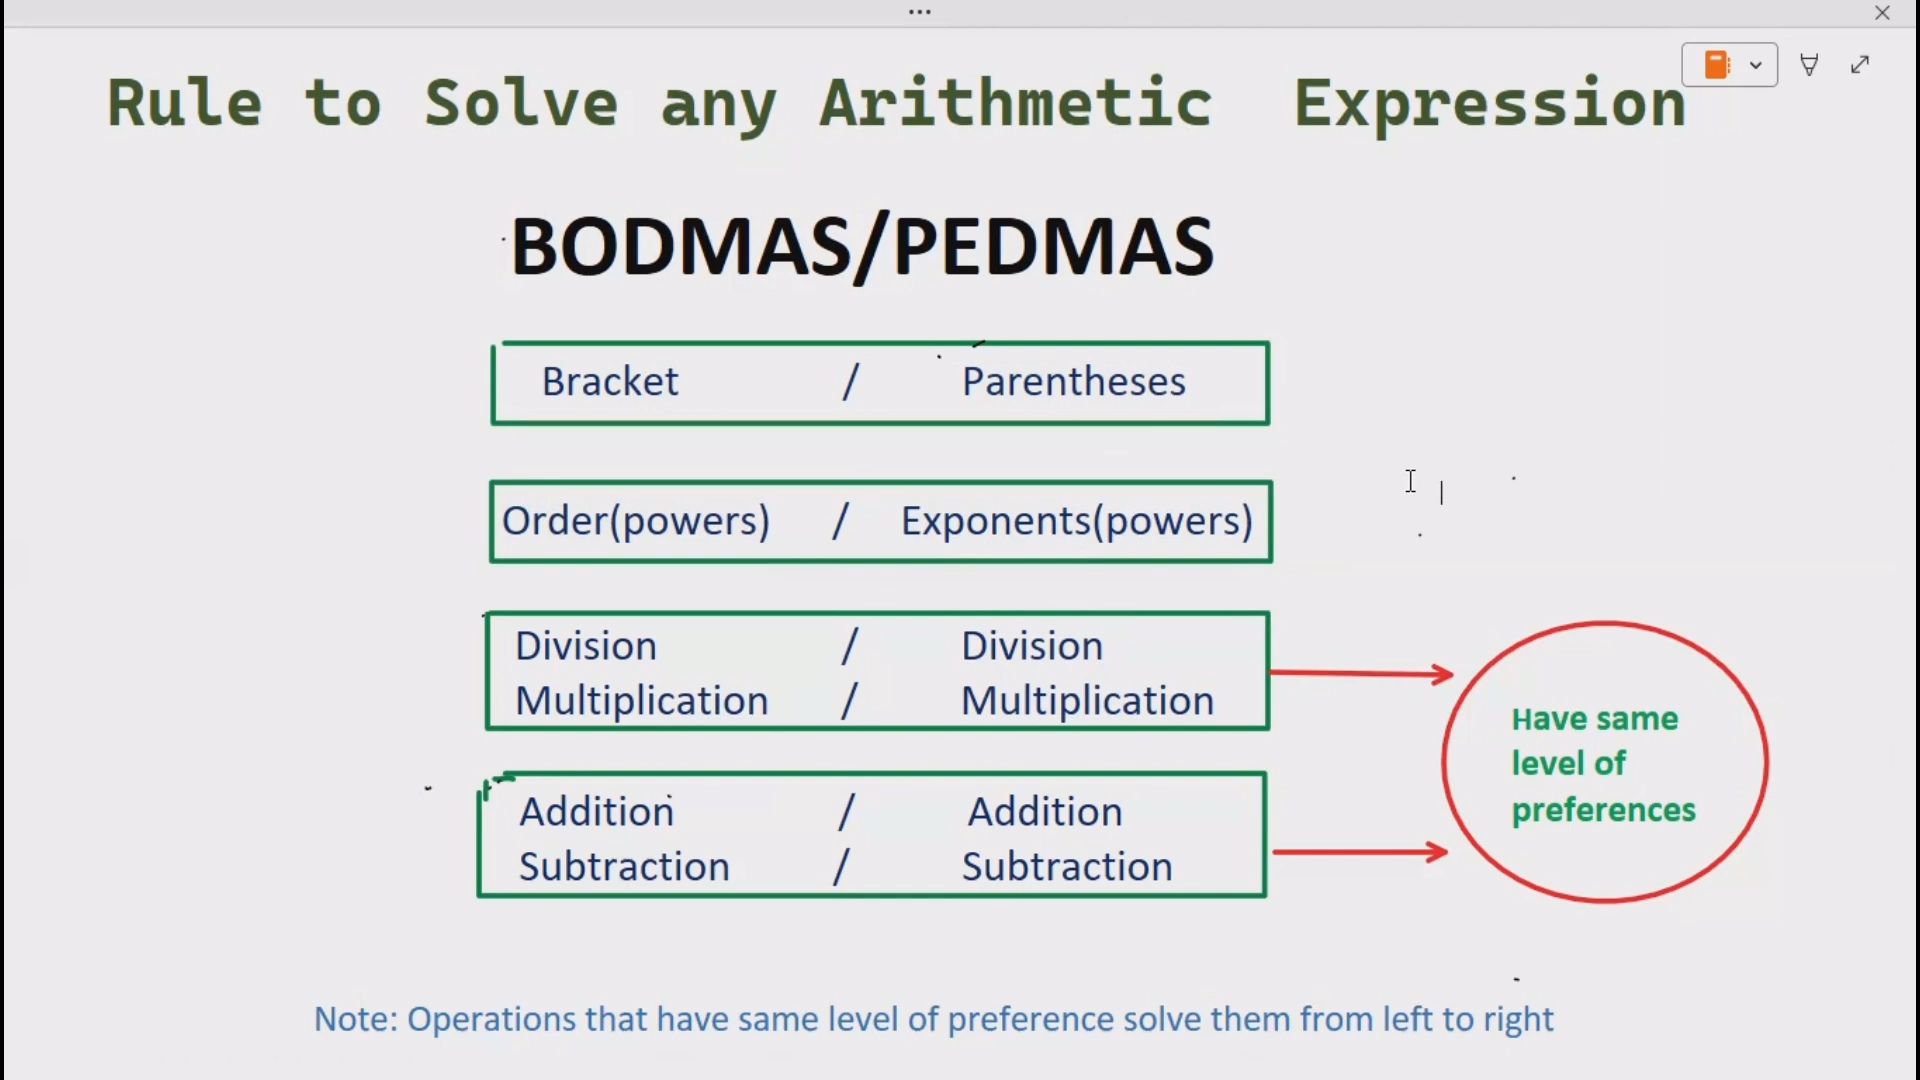 Rule to Solve any Arithmetic Expression
BODMAS/PEDMAS
Bracket / Parentheses
Order(powers) / Exponents(powers)
Division / Division
Multiplication / Multiplication
Have same
level of
preferences
Addition / Addition
Subtraction / Subtraction
Note: Operations that have same level of preference solve them from left to right